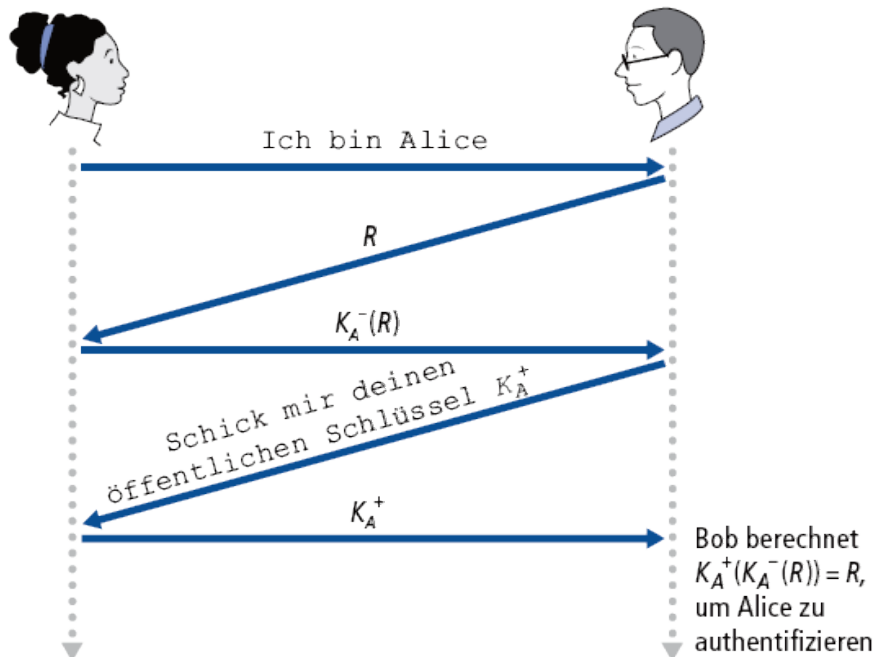 Ich bin Alice
R
K_A^-(R)
Schick mir deinen
öffentlichen Schlüssel K_A^+
K_A^+
Bob berechnet
K_A^+(K_A^-(R)) = R,
um Alice zu
authentifizieren